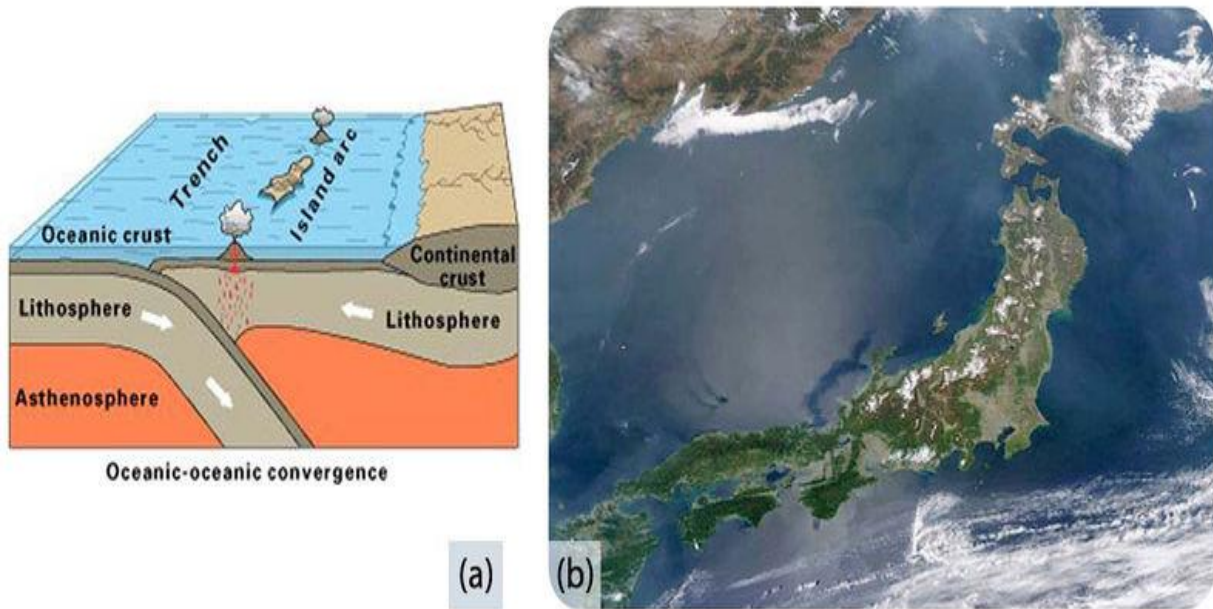 Trench
Island arc
Oceanic crust
Continental
crust
Lithosphere
Lithosphere
Asthenosphere
Oceanic-oceanic convergence
(a)
(b)